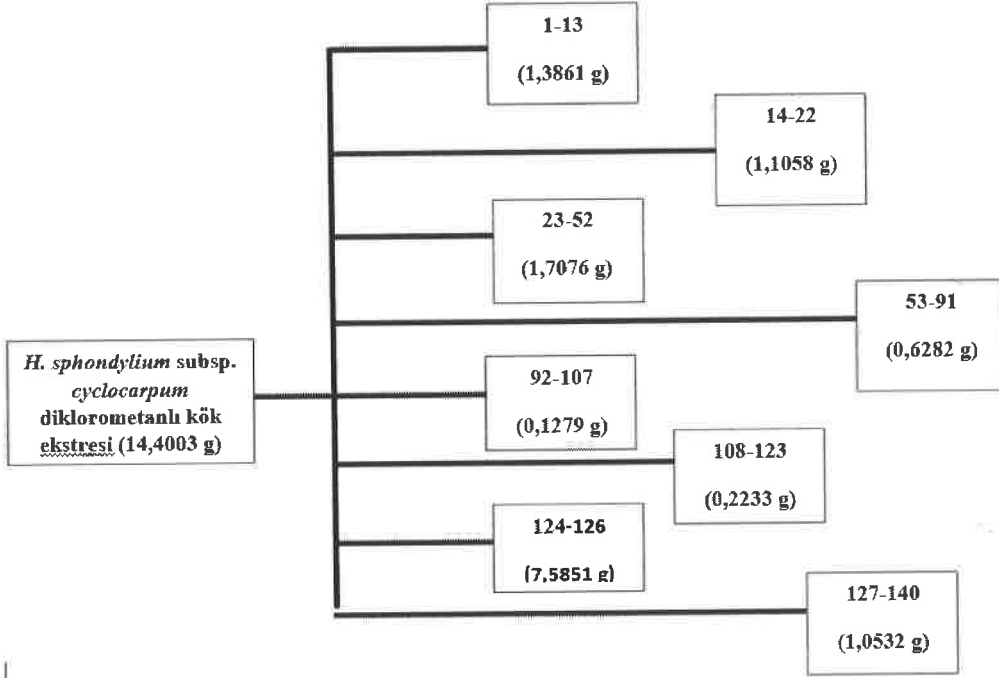 1-13
(1,3861 g)
14-22
(1,1058 g)
23-52
(1,7076 g)
53-91
(0,6282 g)
H. sphondylium subsp.
cyclocarpum
diklorometanlı kök
ekstresi (14,4003 g)
92-107
(0,1279 g)
108-123
(0,2233 g)
124-126
(7,5851 g)
127-140
(1,0532 g)